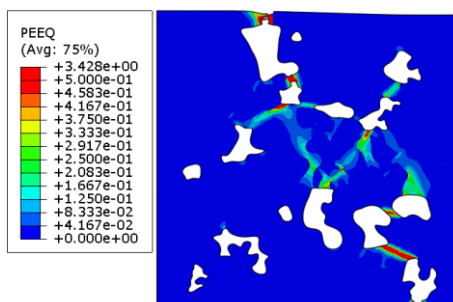 PEEQ
(Avg: 75%)
+3.428e+00
+5.000e-01
+4.583e-01
+4.167e-01
+3.750e-01
+3.333e-01
+2.917e-01
+2.500e-01
+2.083e-01
+1.667e-01
+1.250e-01
+8.333e-02
+4.167e-02
+0.000e+00